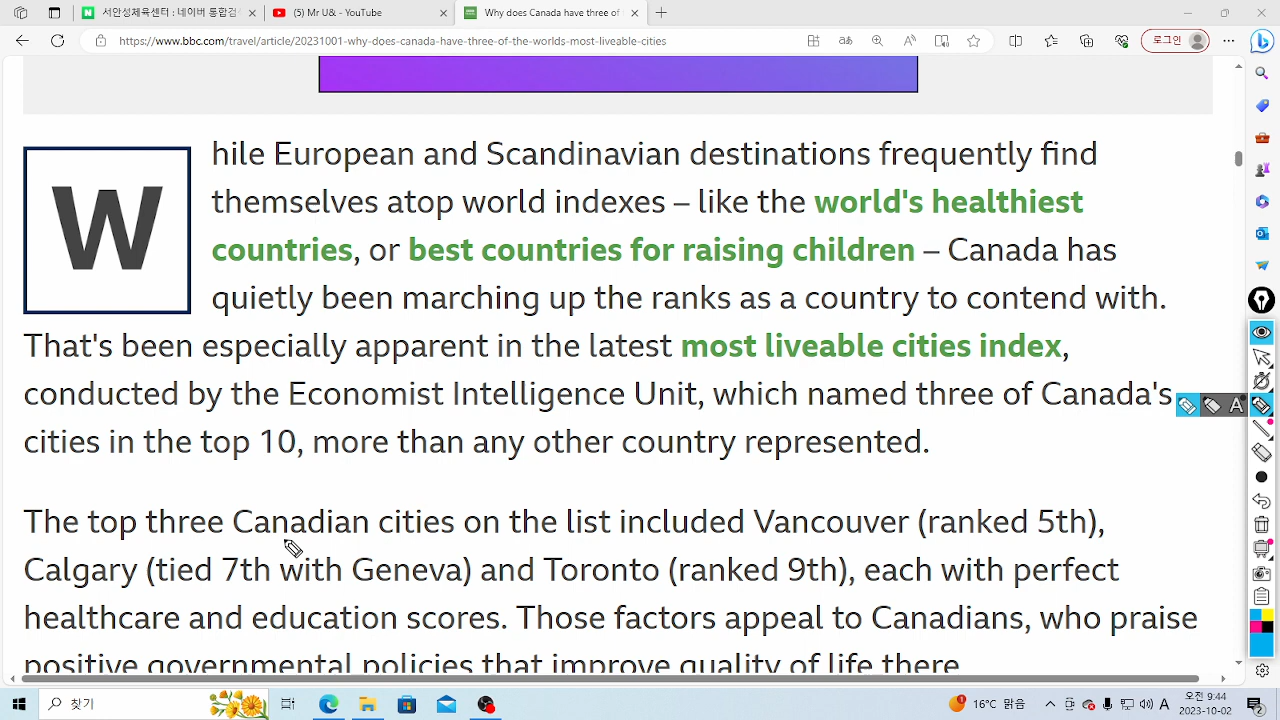 서안성체육센터 : 네이버 통합검색
(5) Mr U& - YouTube
Why does Canada have three of
https://www.bbc.com/travel/article/20231001-why-does-canada-have-three-of-the-worlds-most-liveable-cities
로그인
While European and Scandinavian destinations frequently find
themselves atop world indexes – like the world's healthiest
countries, or best countries for raising children – Canada has
quietly been marching up the ranks as a country to contend with.
That's been especially apparent in the latest most liveable cities index,
conducted by the Economist Intelligence Unit, which named three of Canada's
cities in the top 10, more than any other country represented.
The top three Canadian cities on the list included Vancouver (ranked 5th),
Calgary (tied 7th with Geneva) and Toronto (ranked 9th), each with perfect
healthcare and education scores. Those factors appeal to Canadians, who praise
positive governmental policies that improve quality of life there.
찾기
1
16°C 맑음
A
오전 9:44
2023-10-02
2